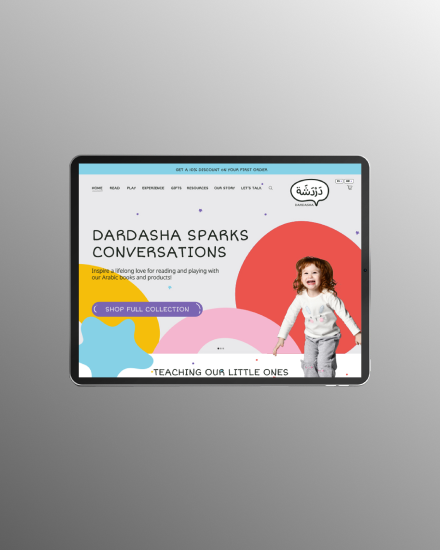 GET A 10% DISCOUNT ON YOUR FIRST ORDER
HOME READ PLAY EXPERIENCE GIFTS RESOURCES OUR STORY LET'S TALK
دَرْدَشَة
DARDASHA
DARDASHA SPARKS
CONVERSATIONS
Inspire a lifelong love for reading and playing with
our Arabic books and products!
SHOP FULL COLLECTION
TEACHING OUR LITTLE ONES